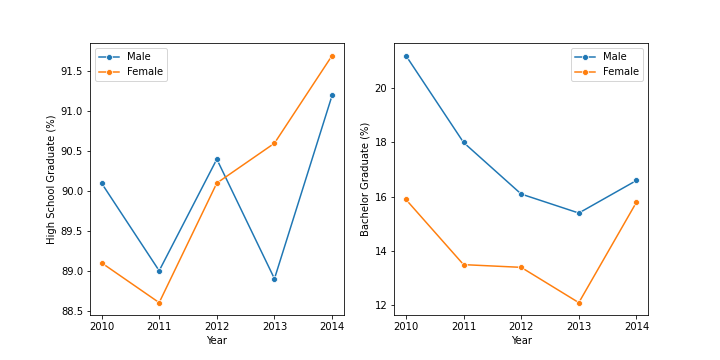 Male
Female
High School Graduate (%)
91.5
91.0
90.5
90.0
89.5
89.0
88.5
2010 2011 2012 2013 2014
Year
Male
Female
Bachelor Graduate (%)
20
18
16
14
12
2010 2011 2012 2013 2014
Year